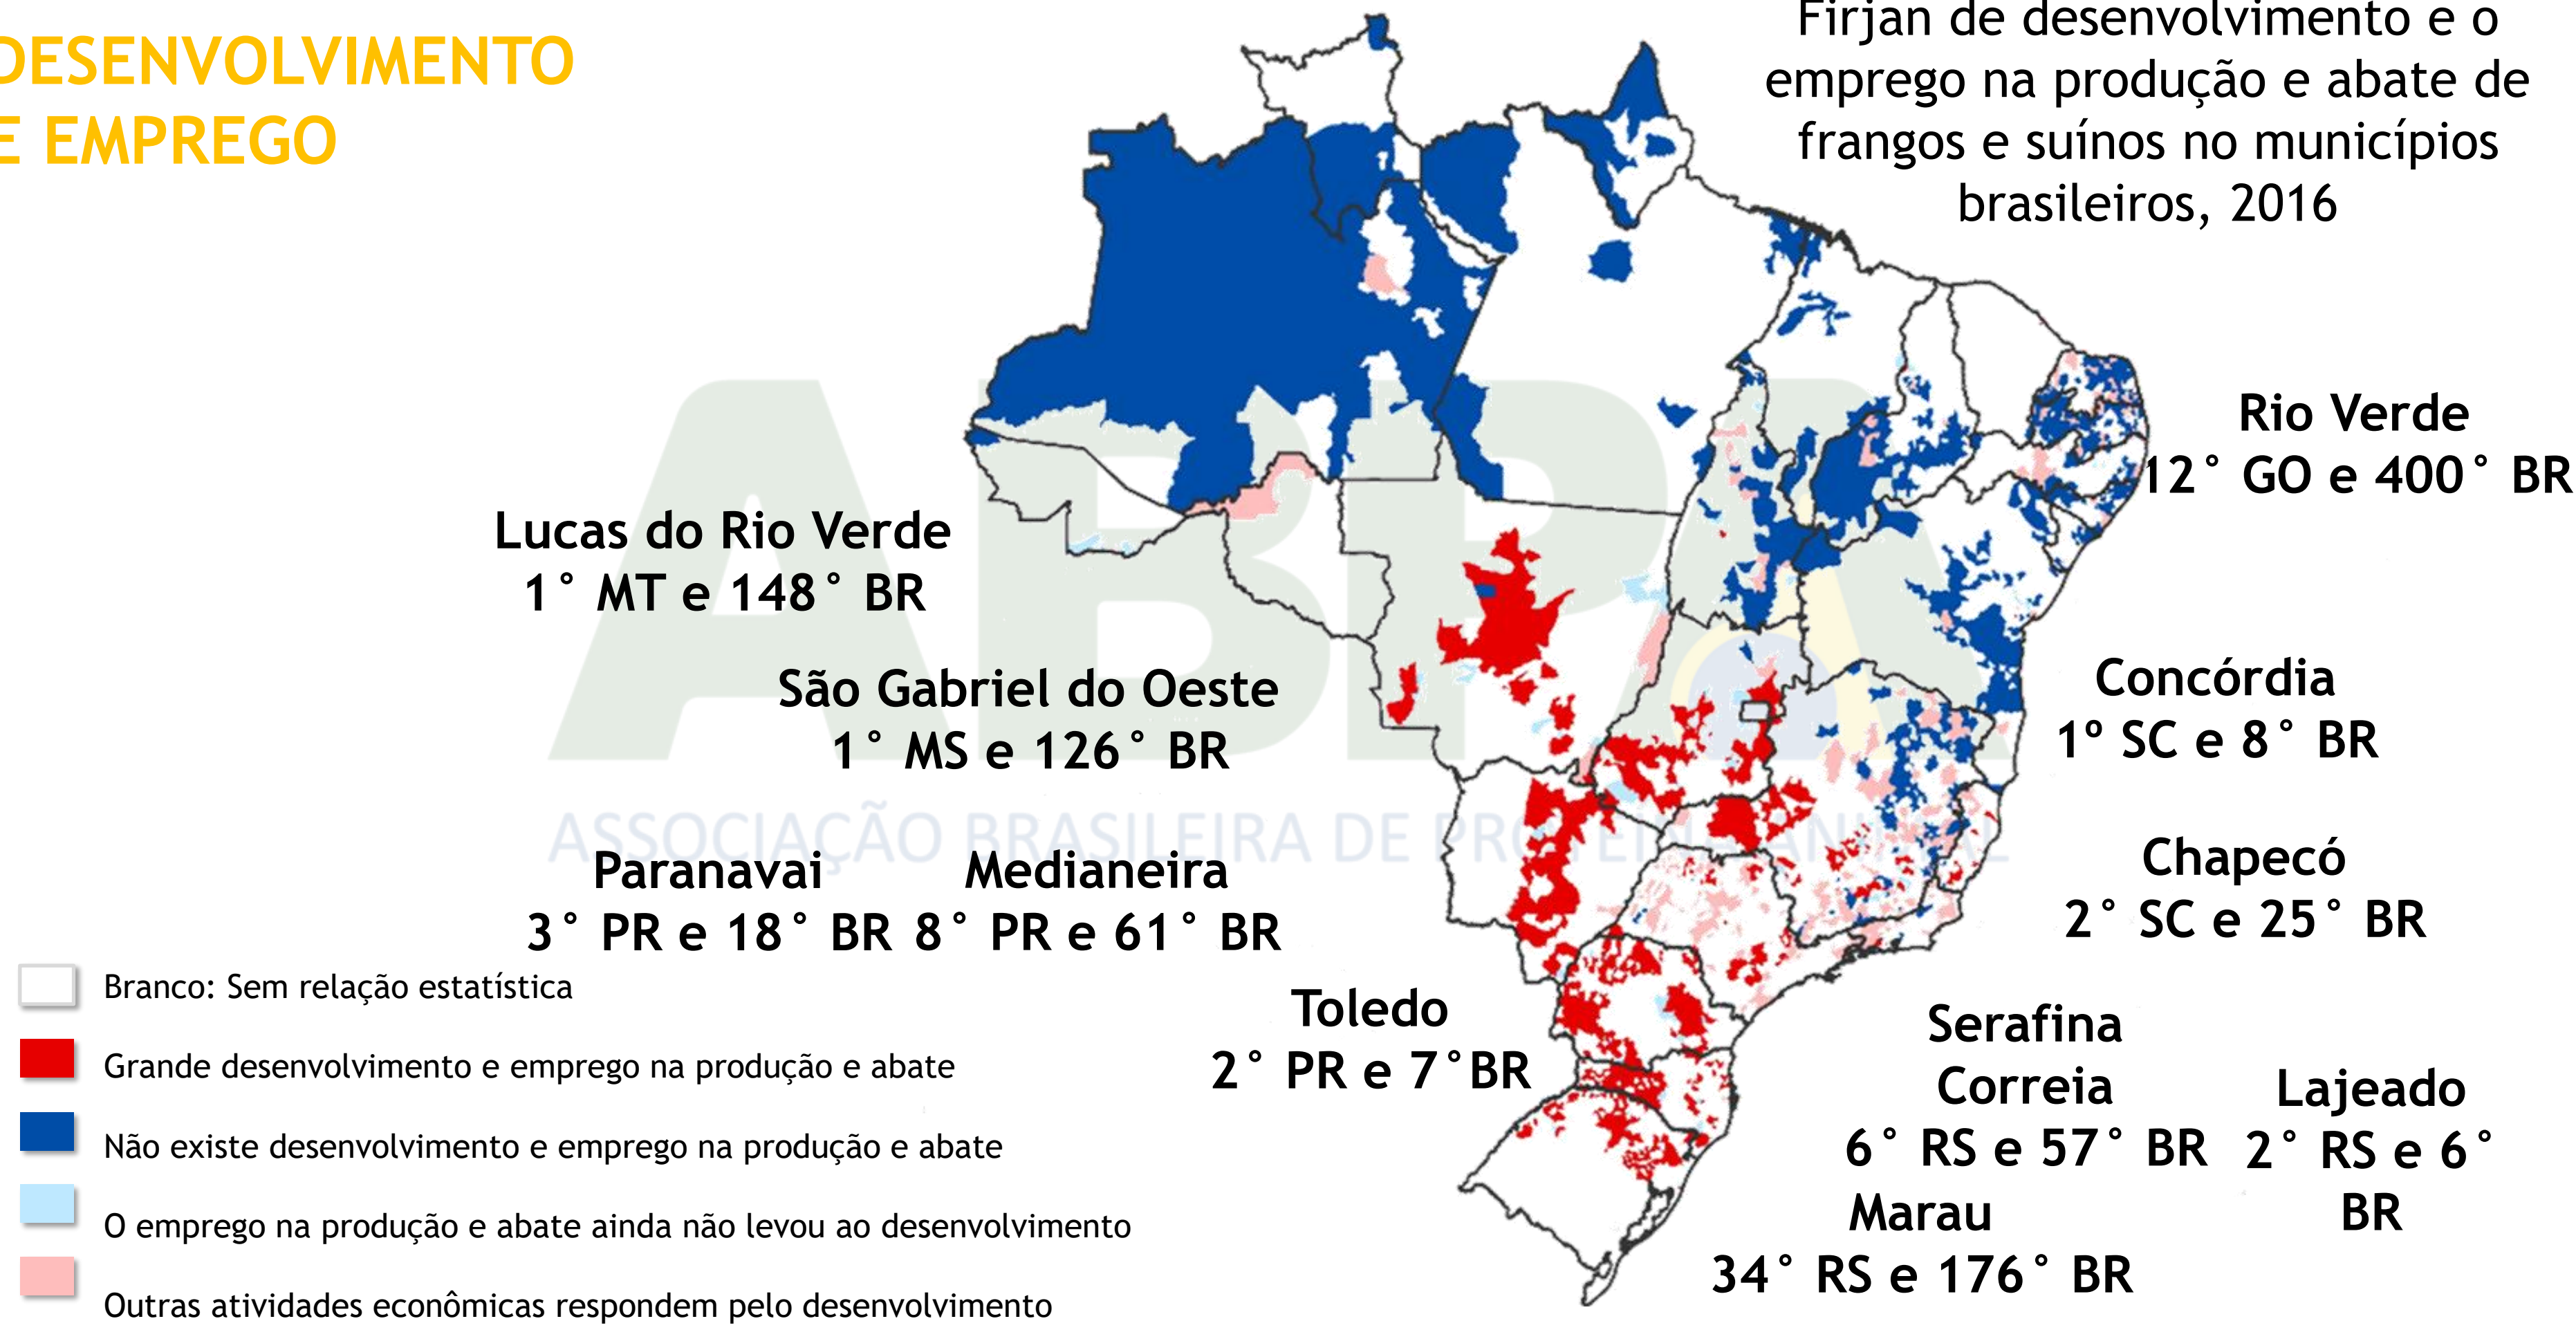 DESENVOLVIMENTO
E EMPREGO
Firjan de desenvolvimento e o
emprego na produção e abate de
frangos e suínos no municípios
brasileiros, 2016
Rio Verde
12° GO e 400° BR
Lucas do Rio Verde
1° MT e 148° BR
São Gabriel do Oeste
1° MS e 126° BR
Concórdia
1º SC e 8° BR
ABPA
ASSOCIAÇÃO BRASILEIRA DE PROTEÍNA ANIMAL
Paranavai
3° PR e 18° BR
Medianeira
8° PR e 61° BR
Chapecó
2° SC e 25° BR
Toledo
2° PR e 7°BR
Serafina
Correia
6° RS e 57° BR
Lajeado
2° RS e 6°
BR
Marau
34° RS e 176° BR
Branco: Sem relação estatística
Grande desenvolvimento e emprego na produção e abate
Não existe desenvolvimento e emprego na produção e abate
O emprego na produção e abate ainda não levou ao desenvolvimento
Outras atividades econômicas respondem pelo desenvolvimento